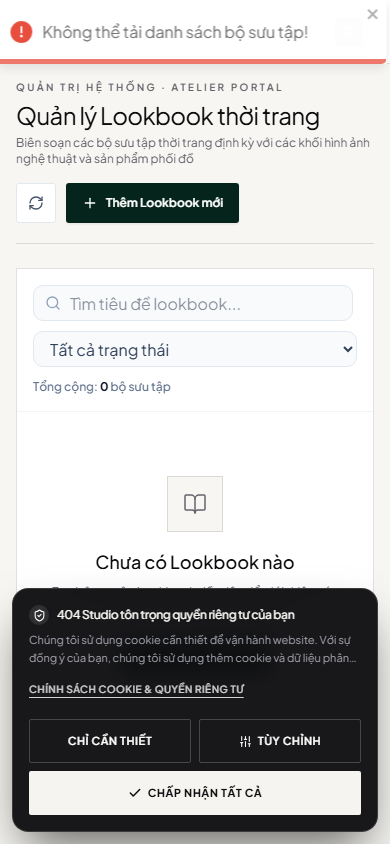 Không thể tải danh sách bộ sưu tập!
QUẢN TRỊ HỆ THỐNG · ATELIER PORTAL
Quản lý Lookbook thời trang
Biên soạn các bộ sưu tập thời trang định kỳ với các khối hình ảnh
nghệ thuật và sản phẩm phối đồ
Thêm Lookbook mới
Tìm tiêu đề lookbook...
Tất cả trạng thái
Tổng cộng: 0 bộ sưu tập
Chưa có Lookbook nào
404 Studio tôn trọng quyền riêng tư của bạn
Chúng tôi sử dụng cookie cần thiết để vận hành website. Với sự
đồng ý của bạn, chúng tôi sử dụng thêm cookie và dữ liệu phân...
CHÍNH SÁCH COOKIE & QUYỀN RIÊNG TƯ
CHỈ CẦN THIẾT
TÙY CHỈNH
CHẤP NHẬN TẤT CẢ